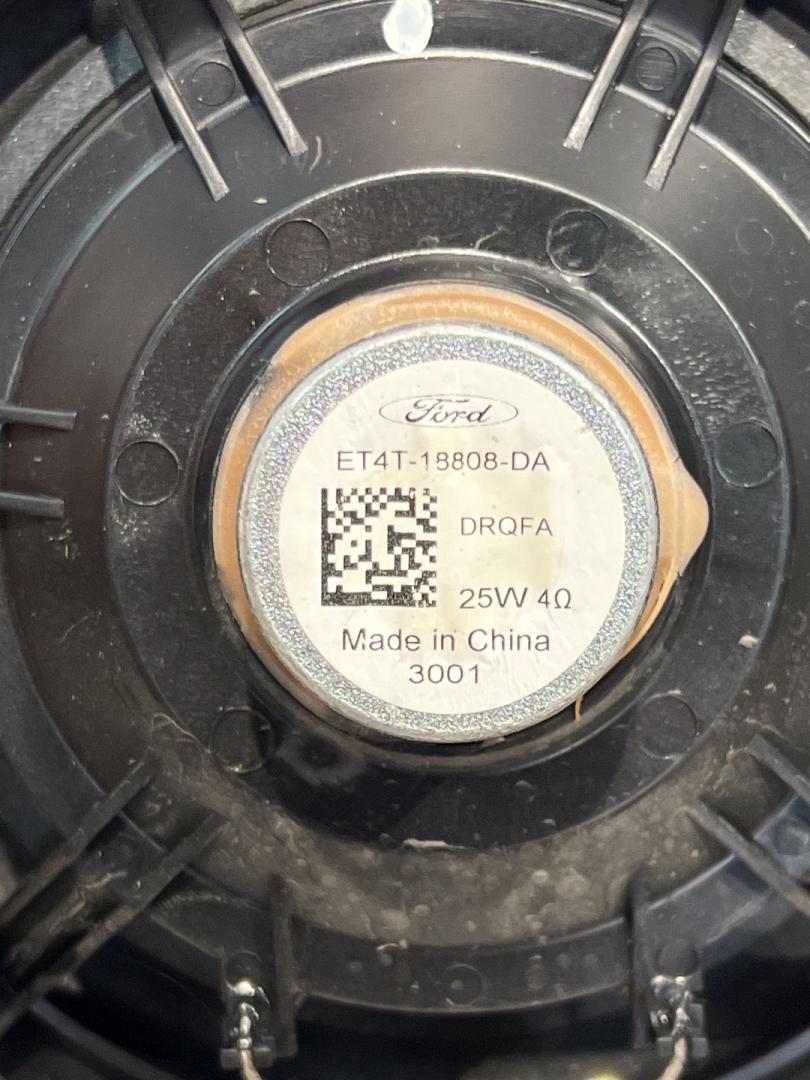 Ford
ET4T-18808-DA
DRQFA
25W 4Ω
Made in China
3001